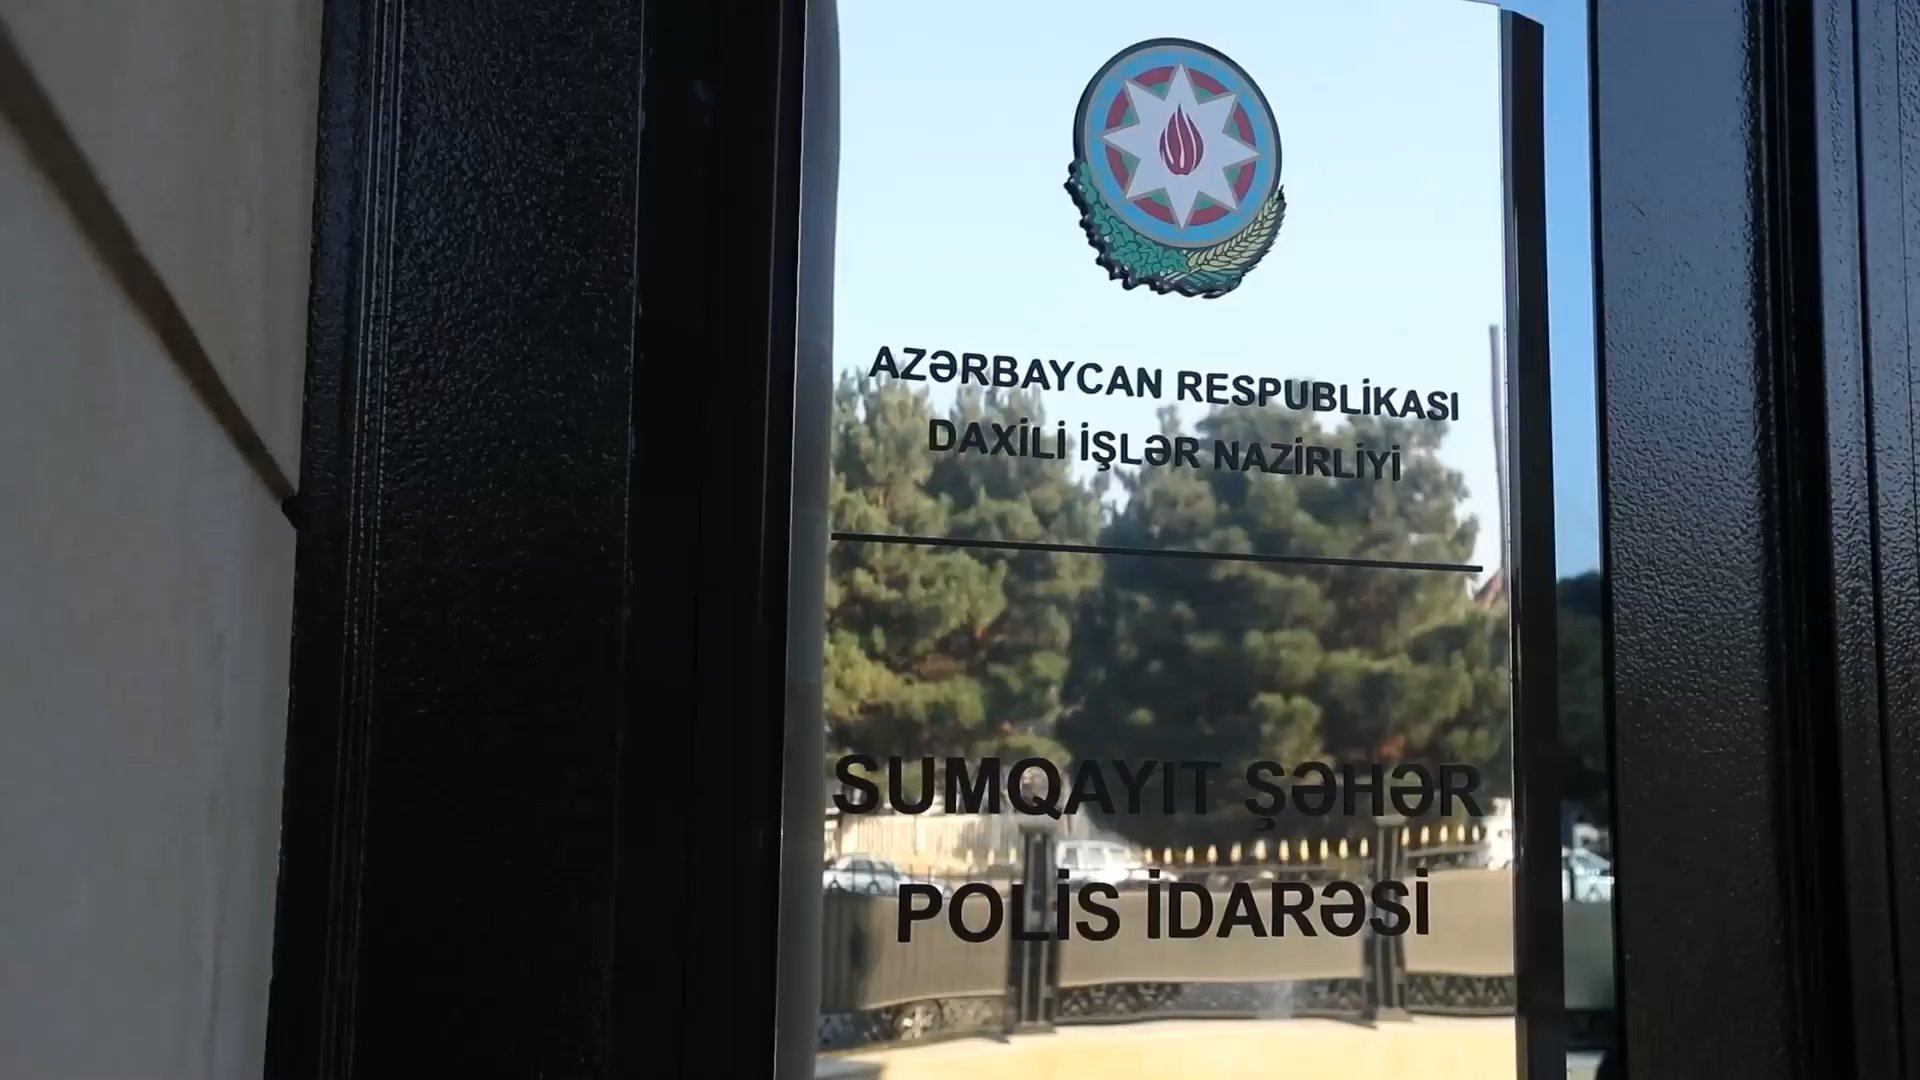 AZƏRBAYCAN RESPUBLİKASI
DAXİLİ İŞLƏR NAZİRLİYİ
SUMQAYIT ŞƏHƏR
POLİS İDARƏSİ